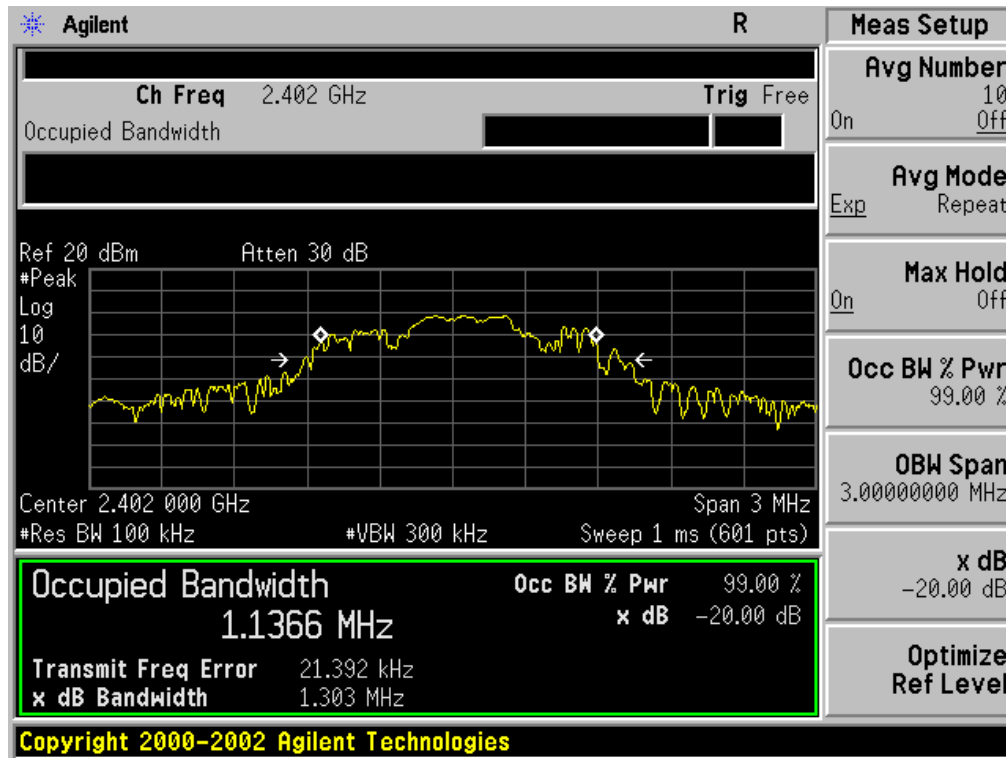 Agilent R
Ch Freq 2.402 GHz Trig Free
Occupied Bandwidth
Ref 20 dBm Atten 30 dB
#Peak
Log
10
dB/
Center 2.402 000 GHz Span 3 MHz
#Res BW 100 kHz #VBW 300 kHz Sweep 1 ms (601 pts)
Occupied Bandwidth Occ BW % Pwr 99.00 %
1.1366 MHz x dB -20.00 dB
Transmit Freq Error 21.392 kHz
x dB Bandwidth 1.303 MHz
Copyright 2000-2002 Agilent Technologies
Meas Setup
Avg Number
10
On Off
Avg Mode
Exp Repeat
Max Hold
On Off
Occ BW % Pwr
99.00 %
OBW Span
3.00000000 MHz
x dB
-20.00 dB
Optimize
Ref Level